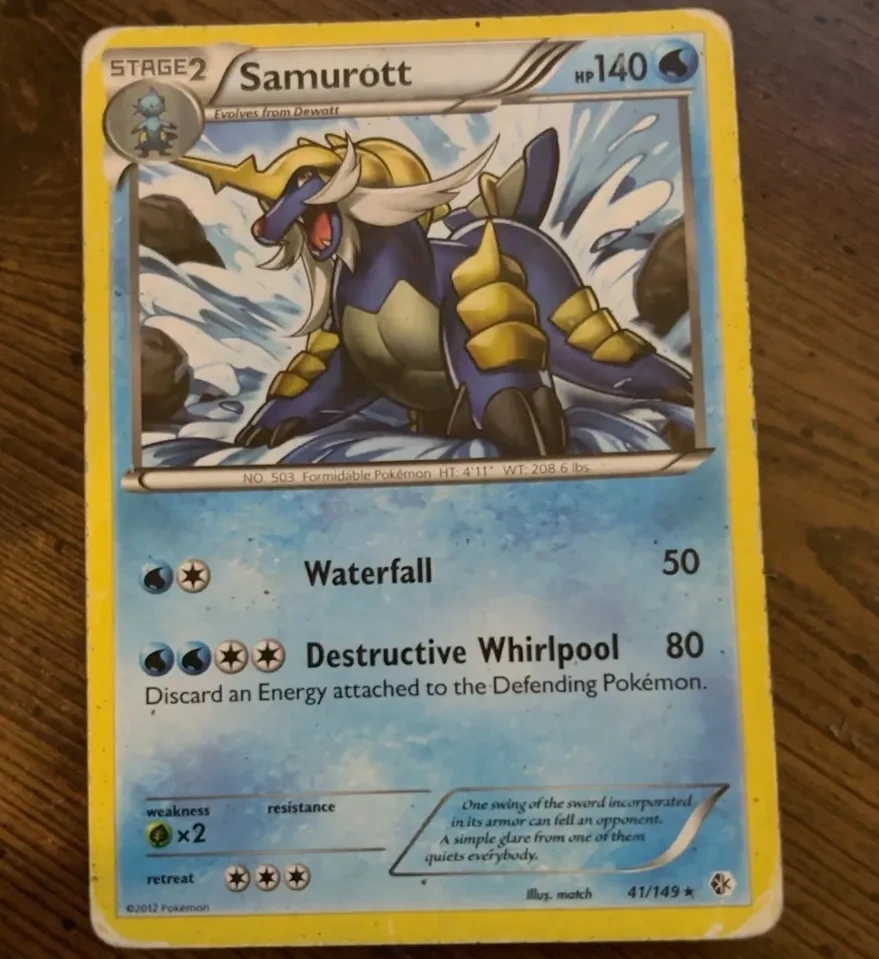 STAGE2 Samurott HP140
Evolves from Dewott
NO. 503 Formidable Pokémon HT: 4'11" WT: 208.6 lbs.
Waterfall 50
Destructive Whirlpool 80
Discard an Energy attached to the Defending Pokémon.
weakness resistance
×2
One swing of the sword incorporated
in its armor can fell an opponent.
A simple glare from one of them
quiets everybody.
retreat
Illus. match 41/149 ★
©2012 Pokémon